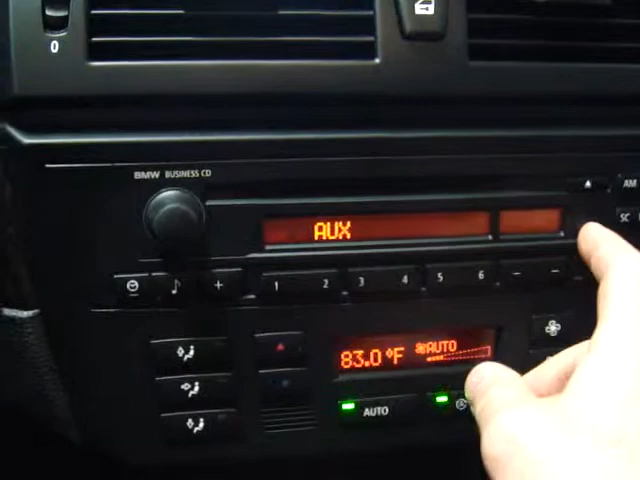 0
BMW BUSINESS CD
AM
SC
AUX
+ 1 2 3 4 5 6 - -
83.0 °F AUTO
AUTO